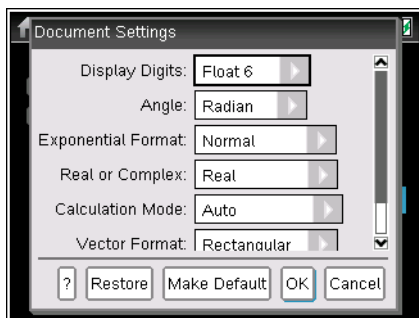 Document Settings
Display Digits: Float 6
Angle: Radian
Exponential Format: Normal
Real or Complex: Real
Calculation Mode: Auto
Vector Format: Rectangular
? Restore Make Default OK Cancel